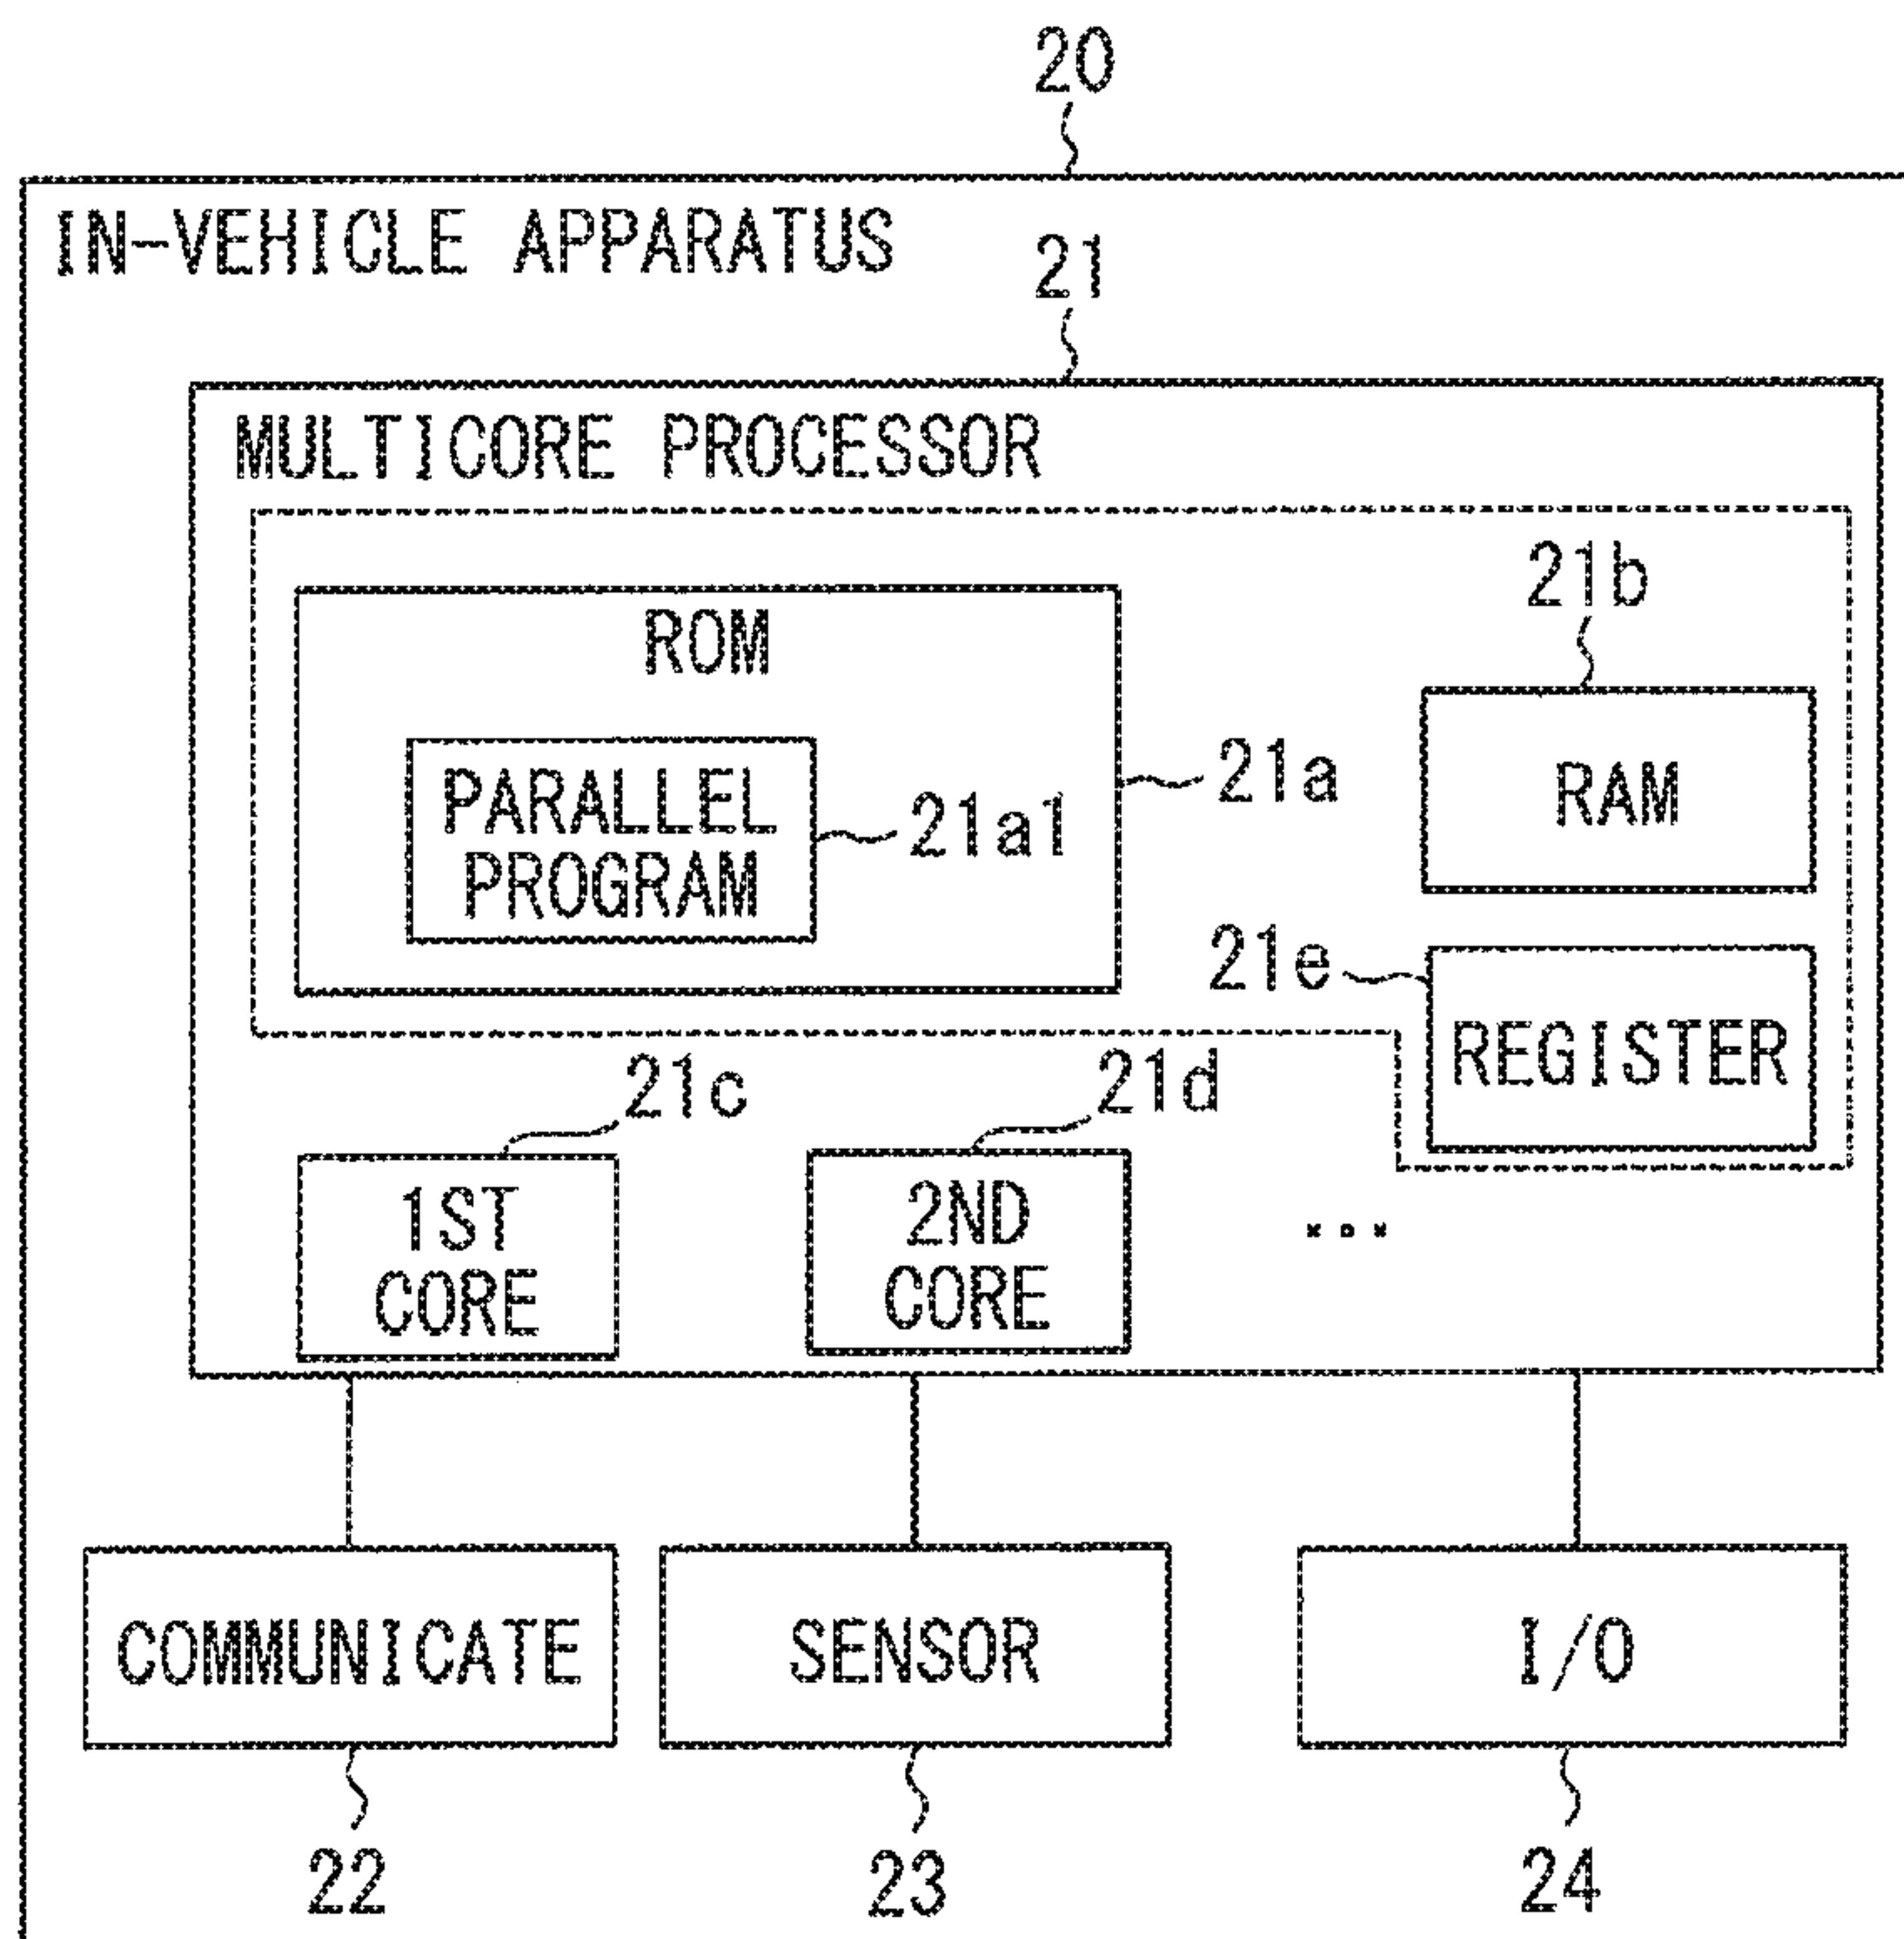 20
IN-VEHICLE APPARATUS
21
MULTICORE PROCESSOR
21b
ROM
21a
RAM
PARALLEL
PROGRAM
21a1
21e
REGISTER
21c
21d
1ST
CORE
2ND
CORE
...
COMMUNICATE
SENSOR
I/O
22
23
24